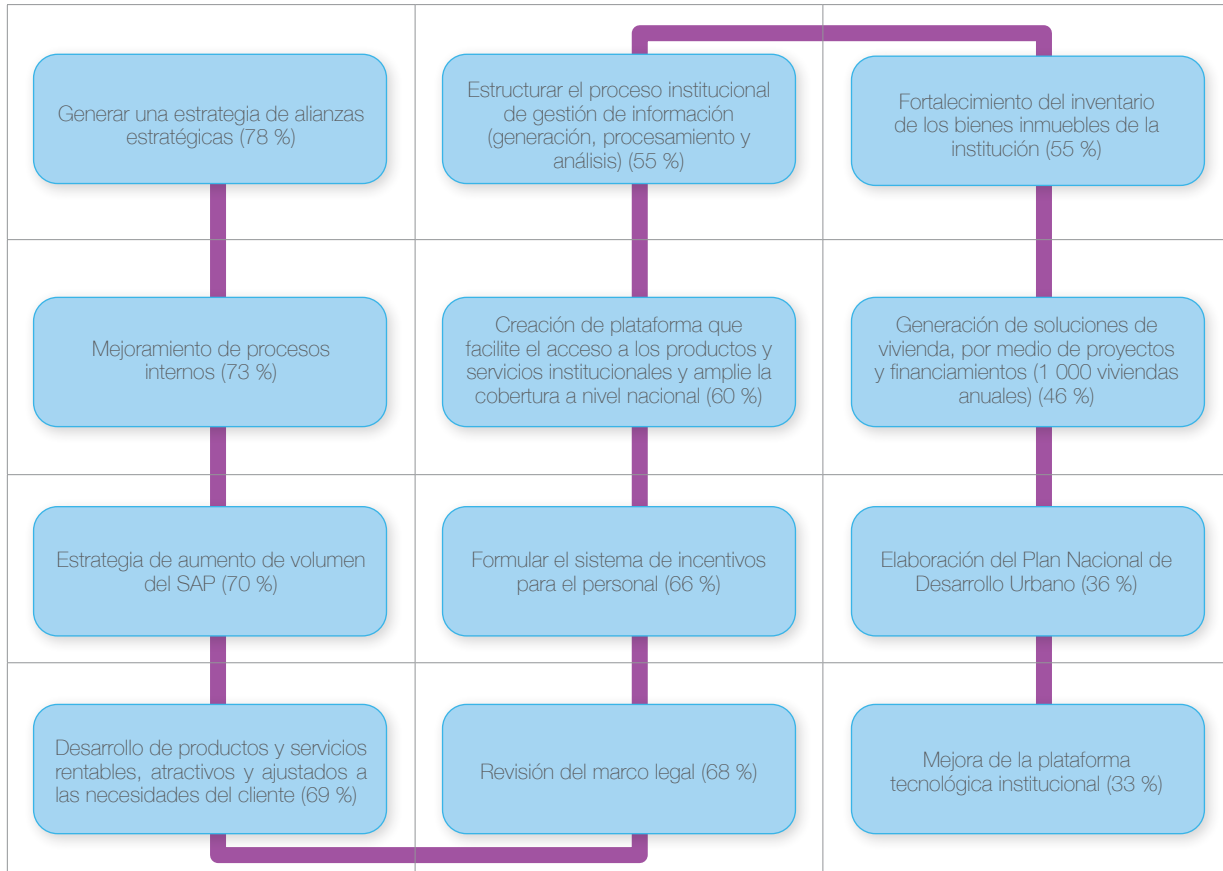 Generar una estrategia de alianzas
estratégicas (78 %)
Mejoramiento de procesos
internos (73 %)
Estrategia de aumento de volumen
del SAP (70 %)
Desarrollo de productos y servicios
rentables, atractivos y ajustados a
las necesidades del cliente (69 %)
Revisión del marco legal (68 %)
Formular el sistema de incentivos
para el personal (66 %)
Creación de plataforma que
facilite el acceso a los productos y
servicios institucionales y amplie la
cobertura a nivel nacional (60 %)
Estructurar el proceso institucional
de gestión de información
(generación, procesamiento y
análisis) (55 %)
Fortalecimiento del inventario
de los bienes inmuebles de la
institución (55 %)
Generación de soluciones de
vivienda, por medio de proyectos
y financiamientos (1 000 viviendas
anuales) (46 %)
Elaboración del Plan Nacional de
Desarrollo Urbano (36 %)
Mejora de la plataforma
tecnológica institucional (33 %)